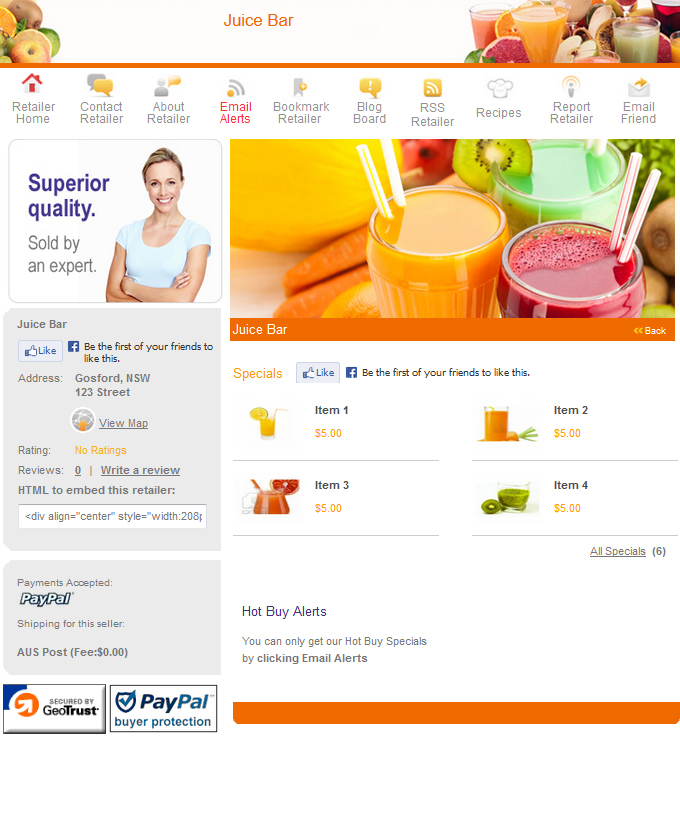 Juice Bar
Retailer Home
Contact Retailer
About Retailer
Email Alerts
Bookmark Retailer
Blog Board
RSS Retailer
Recipes
Report Retailer
Email Friend
Superior
quality.
Sold by
an expert.
Juice Bar
Like
Be the first of your friends to
like this.
Address: Gosford, NSW
123 Street
View Map
Rating: No Ratings
Reviews: 0 | Write a review
HTML to embed this retailer:
<div align="center" style="width:208p
Payments Accepted:
PayPal
Shipping for this seller:
AUS Post (Fee:$0.00)
SECURED BY
GeoTrust
PayPal
buyer protection
Juice Bar
Back
Specials
Like
Be the first of your friends to like this.
Item 1
$5.00
Item 2
$5.00
Item 3
$5.00
Item 4
$5.00
All Specials (6)
Hot Buy Alerts
You can only get our Hot Buy Specials
by clicking Email Alerts